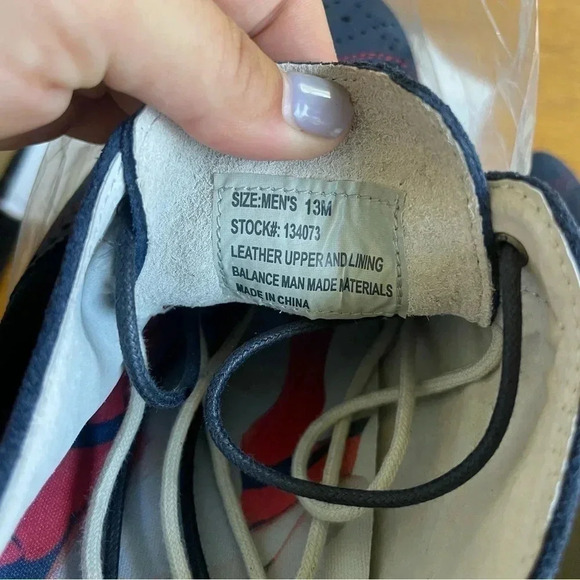 SIZE:MEN'S 13M
STOCK#: 134073
LEATHER UPPER AND LINING
BALANCE MAN MADE MATERIALS
MADE IN CHINA